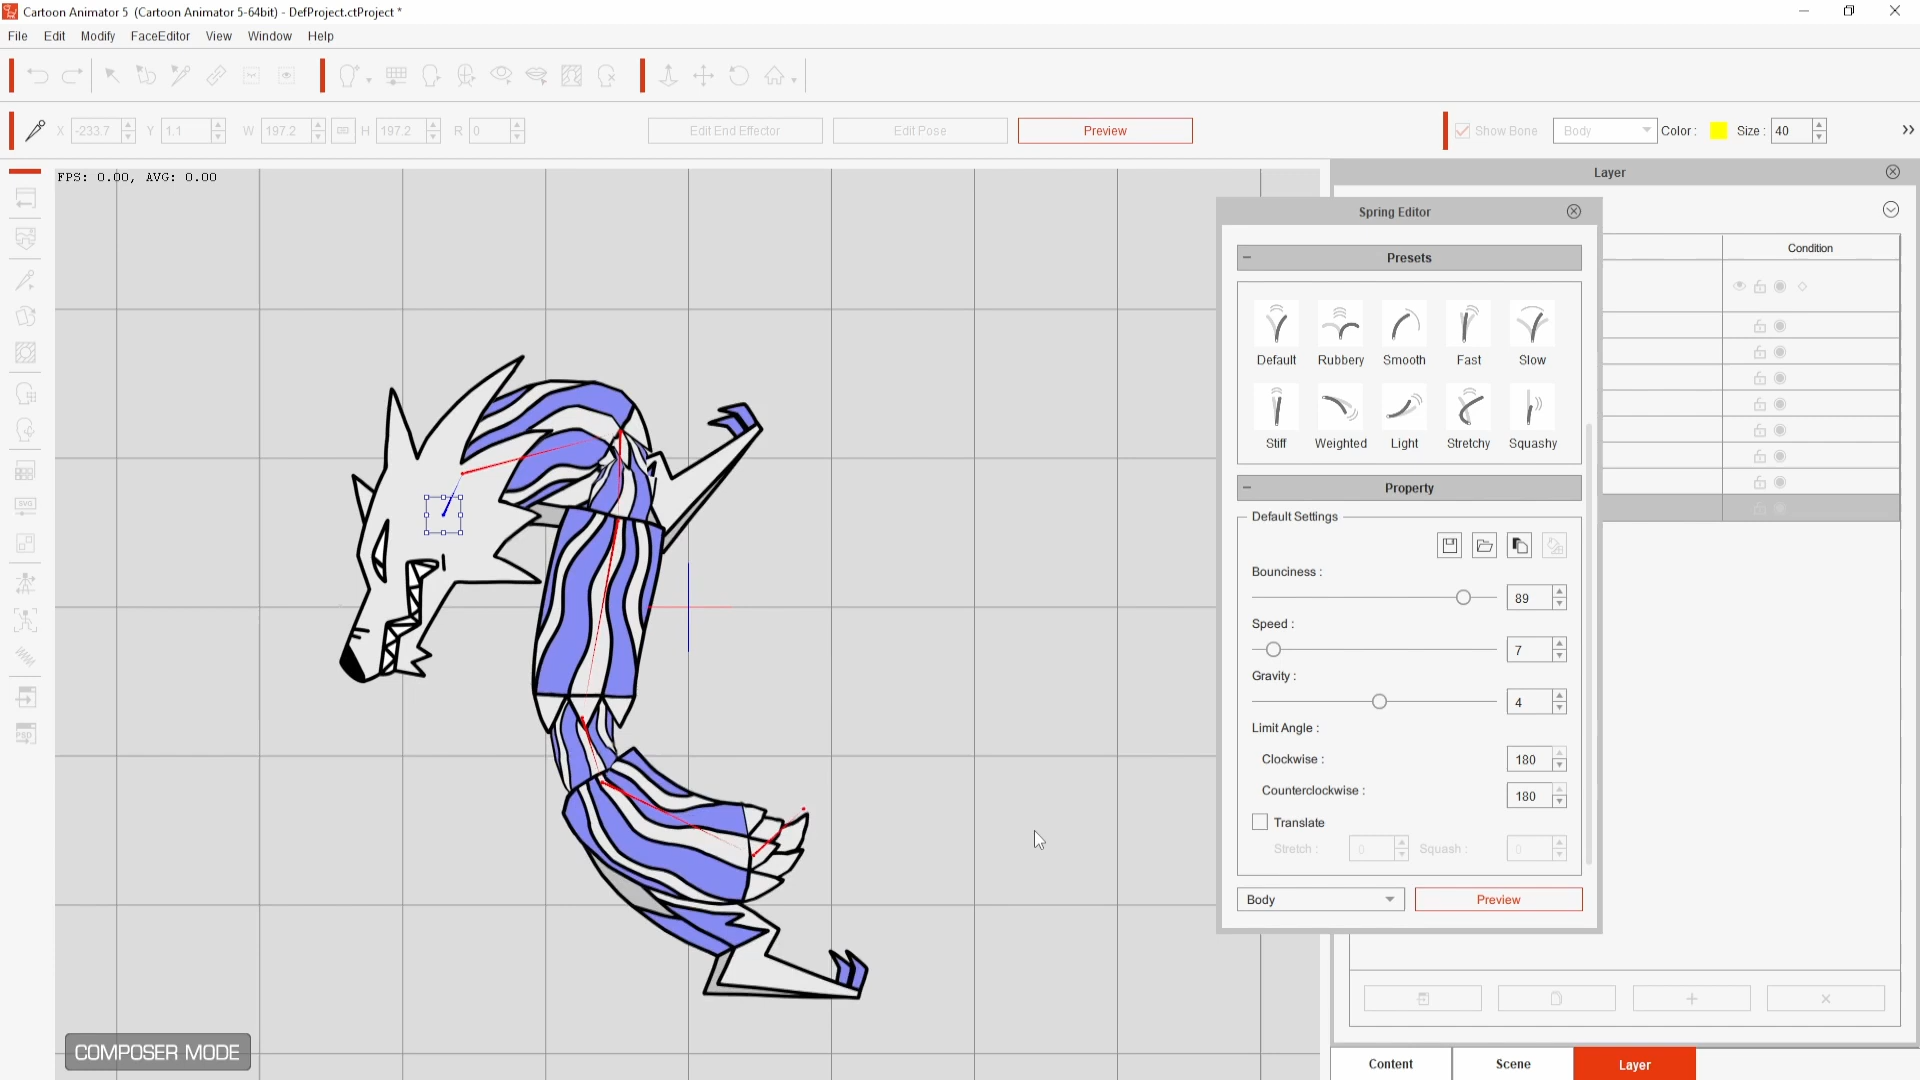 Cartoon Animator 5 (Cartoon Animator 5-64bit) - DefProject.ctProject *
File Edit Modify FaceEditor View Window Help
X -233.7 Y 1.1 W 197.2 H 197.2 R 0 Edit End Effector Edit Pose Preview Show Bone Body Color : Size : 40
FPS: 0.00, AVG: 0.00
Layer
Spring Editor
Condition
Presets
Default Rubbery Smooth Fast Slow
Stiff Weighted Light Stretchy Squashy
Property
Default Settings
Bounciness :
89
Speed :
7
Gravity :
4
Limit Angle :
Clockwise : 180
Counterclockwise : 180
Translate
Stretch : 0 Squash : 0
Body Preview
SVG
PSD
COMPOSER MODE
Content Scene Layer